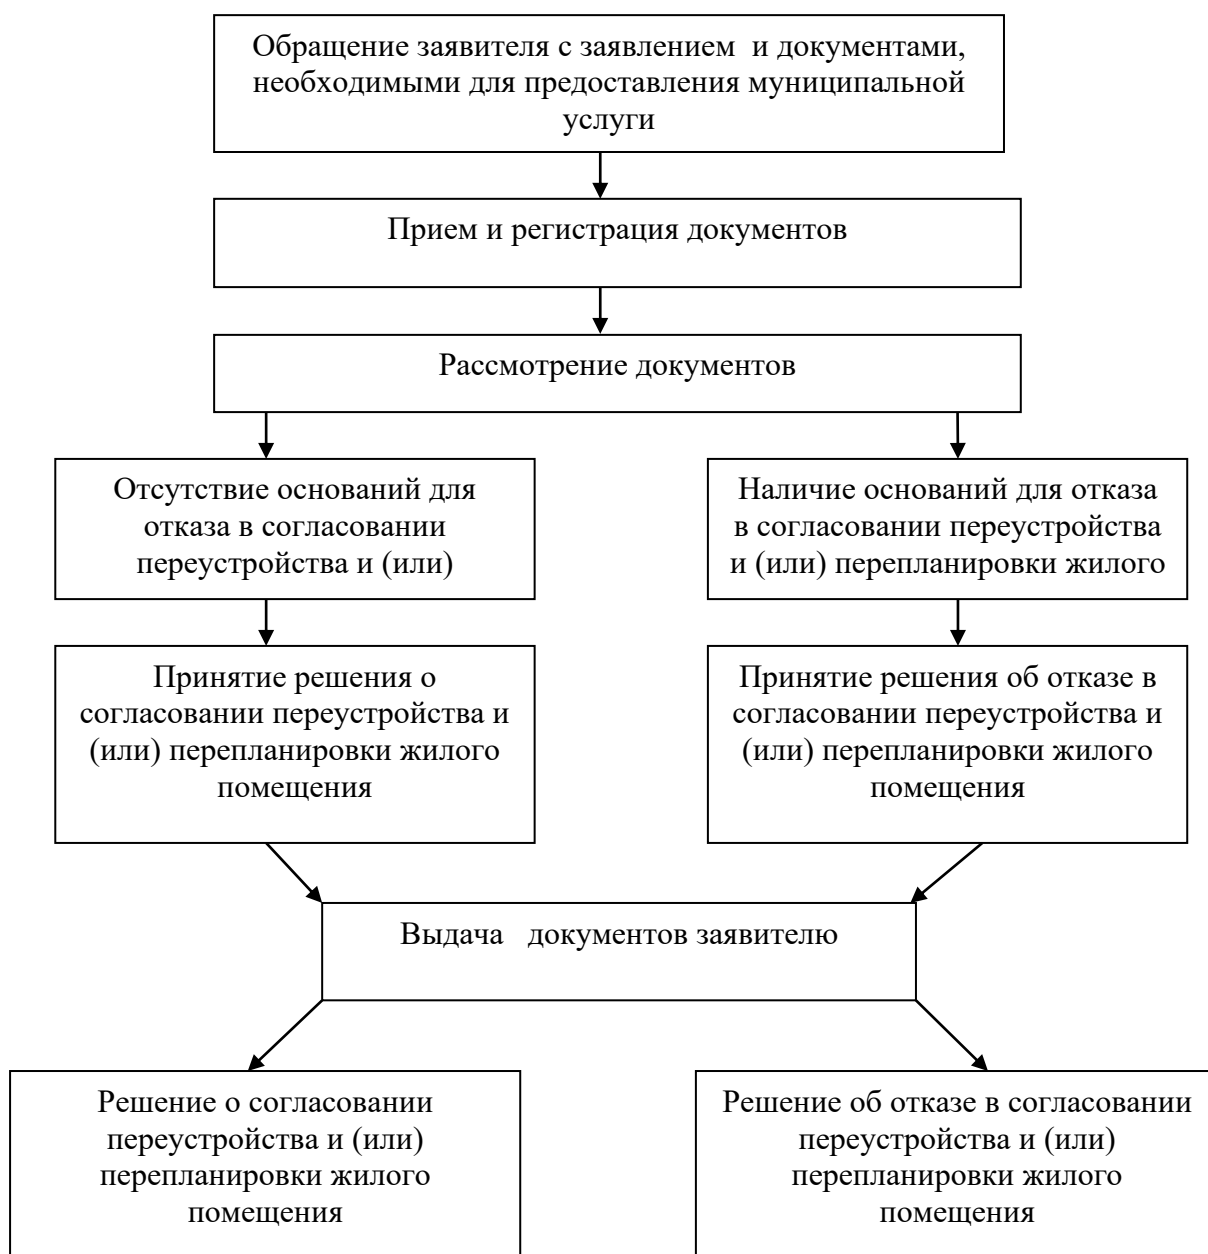 Обращение заявителя с заявлением и документами,
необходимыми для предоставления муниципальной
услуги
Прием и регистрация документов
Рассмотрение документов
Отсутствие оснований для
отказа в согласовании
переустройства и (или)
Наличие оснований для отказа
в согласовании переустройства
и (или) перепланировки жилого
Принятие решения о
согласовании переустройства и
(или) перепланировки жилого
помещения
Принятие решения об отказе в
согласовании переустройства и
(или) перепланировки жилого
помещения
Выдача документов заявителю
Решение о согласовании
переустройства и (или)
перепланировки жилого
помещения
Решение об отказе в согласовании
переустройства и (или)
перепланировки жилого
помещения